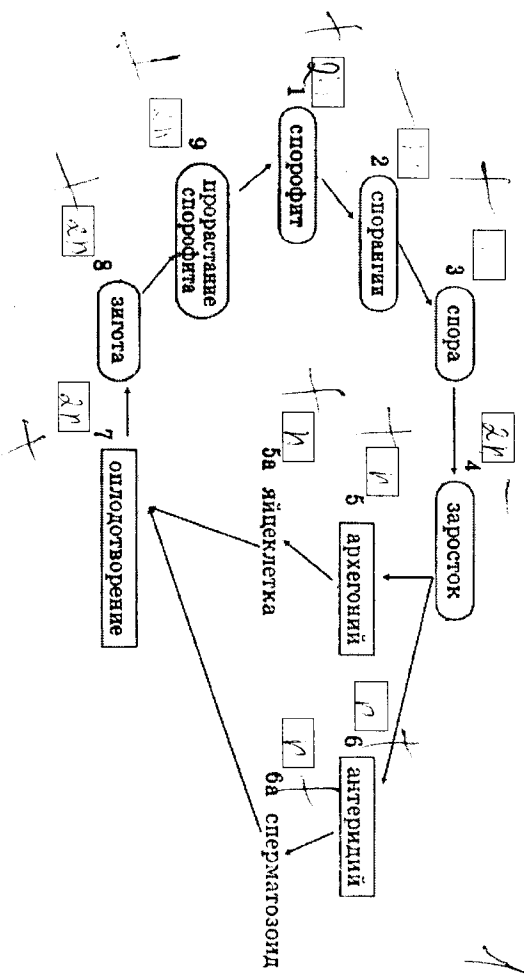 1 спорофит
2 спорангии
3 спора
2n
4 заросток
n
5 архегоний
n
5а яйцеклетка
n
6 антеридий
n
6а сперматозоид
2n
7 оплодотворение
2n
8 зигота
9 прорастание
спорофита